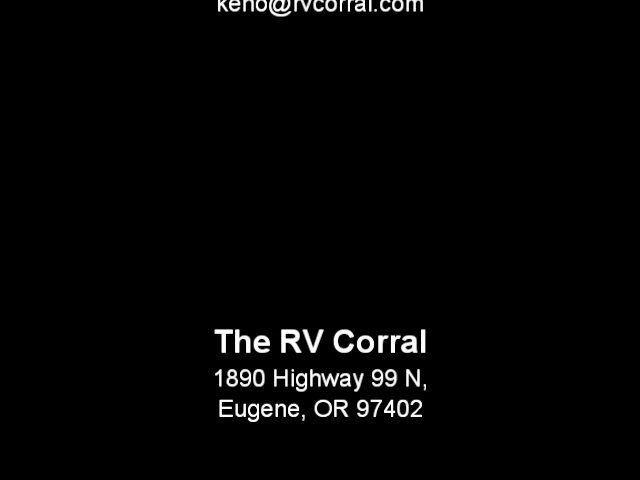 keno@rvcorral.com
The RV Corral
1890 Highway 99 N,
Eugene, OR 97402